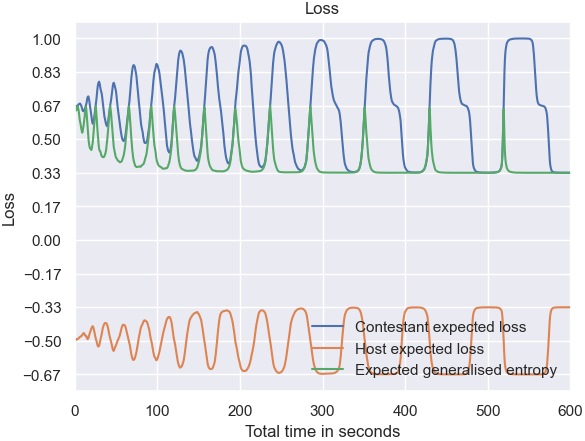 Loss
1.00
0.83
0.67
0.50
0.33
0.17
0.00
−0.17
−0.33
−0.50
−0.67
Loss
Contestant expected loss
Host expected loss
Expected generalised entropy
0 100 200 300 400 500 600
Total time in seconds